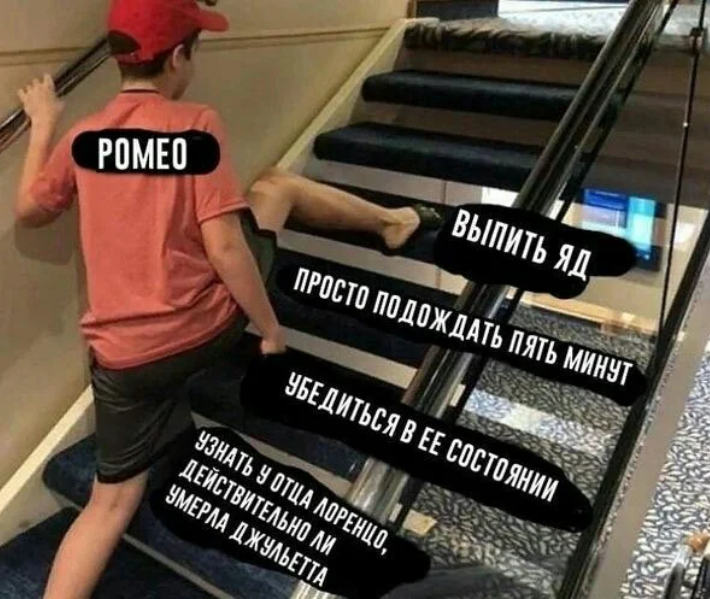 РОМЕО
ВЫПИТЬ ЯД
ПРОСТО ПОДОЖДАТЬ ПЯТЬ МИНУТ
УБЕДИТЬСЯ В ЕЕ СОСТОЯНИИ
УЗНАТЬ У ОТЦА ЛОРЕНЦО,
ДЕЙСТВИТЕЛЬНО ЛИ
УМЕРЛА ДЖУЛЬЕТТА